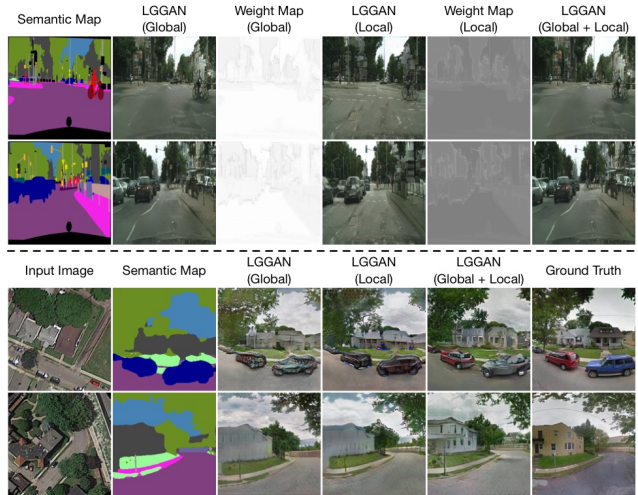 Semantic Map
LGGAN
(Global)
Weight Map
(Global)
LGGAN
(Local)
Weight Map
(Local)
LGGAN
(Global + Local)
Input Image
Semantic Map
LGGAN
(Global)
LGGAN
(Local)
LGGAN
(Global + Local)
Ground Truth